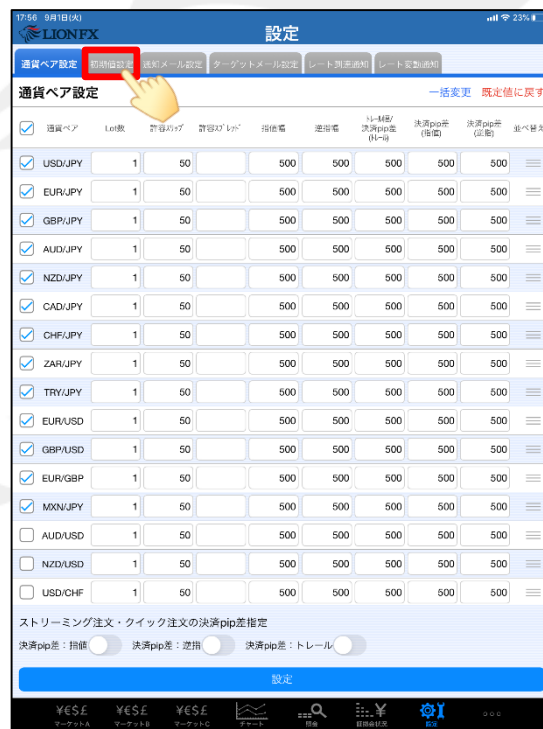 17:56 9月1日(火) 23%
LION FX 設定
通貨ペア設定 初期値設定 通知メール設定 ターゲットメール設定 レート到達通知 レート変動通知
通貨ペア設定 一括変更 既定値に戻す
通貨ペア Lot数 許容スリップ 許容スプレッド 指値幅 逆指幅 トレール幅/決済pip差(トレール) 決済pip差(指値) 決済pip差(逆指) 並べ替え
USD/JPY 1 50 500 500 500 500 500
EUR/JPY 1 50 500 500 500 500 500
GBP/JPY 1 50 500 500 500 500 500
AUD/JPY 1 50 500 500 500 500 500
NZD/JPY 1 50 500 500 500 500 500
CAD/JPY 1 50 500 500 500 500 500
CHF/JPY 1 50 500 500 500 500 500
ZAR/JPY 1 50 500 500 500 500 500
TRY/JPY 1 50 500 500 500 500 500
EUR/USD 1 50 500 500 500 500 500
GBP/USD 1 50 500 500 500 500 500
EUR/GBP 1 50 500 500 500 500 500
MXN/JPY 1 50 500 500 500 500 500
AUD/USD 1 50 500 500 500 500 500
NZD/USD 1 50 500 500 500 500 500
USD/CHF 1 50 500 500 500 500 500
ストリーミング注文・クイック注文の決済pip差指定
決済pip差：指値 決済pip差：逆指 決済pip差：トレール
設定
¥€$£ ¥€$£ ¥€$£ ¥
マーケットA マーケットB マーケットC チャート 照会 証拠金状況 設定